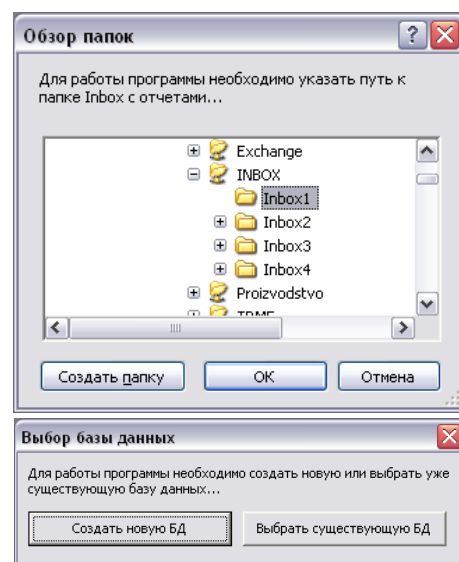 Обзор папок
Для работы программы необходимо указать путь к
папке Inbox с отчетами...
Exchange
INBOX
Inbox1
Inbox2
Inbox3
Inbox4
Proizvodstvo
Создать папку
ОК
Отмена
Выбор базы данных
Для работы программы необходимо создать новую или выбрать уже
существующую базу данных...
Создать новую БД
Выбрать существующую БД